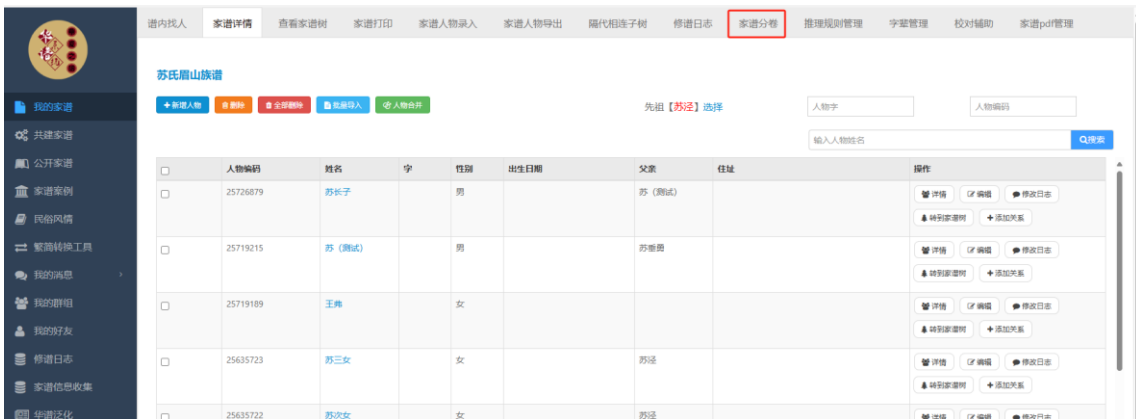 谱内找人 家谱详情 查看家谱树 家谱打印 家谱人物录入 家谱人物导出 隔代相连子树 修谱日志 家谱分卷 推理规则管理 字辈管理 校对辅助 家谱pdf管理
苏氏眉山族谱
+新增人物 删除 全部删除 批量导入 人物合并 先祖【苏泾】选择 人物字 人物编码
输入人物姓名 搜索
我的家谱
共建家谱
公开家谱
家谱案例
民俗风情
繁简转换工具
我的消息
我的群组
我的好友
修谱日志
家谱信息收集
华谱泛化
人物编码 姓名 字 性别 出生日期 父亲 住址 操作
25726879 苏长子 男 苏（测试） 详情 编辑 修改日志
转到家谱树 +添加关系
25719215 苏（测试） 男 苏重勇 详情 编辑 修改日志
转到家谱树 +添加关系
25719189 王弗 女 详情 编辑 修改日志
转到家谱树 +添加关系
25635723 苏三女 女 苏泾 详情 编辑 修改日志
转到家谱树 +添加关系
25635722 苏次女 女 苏泾 详情 编辑 修改日志